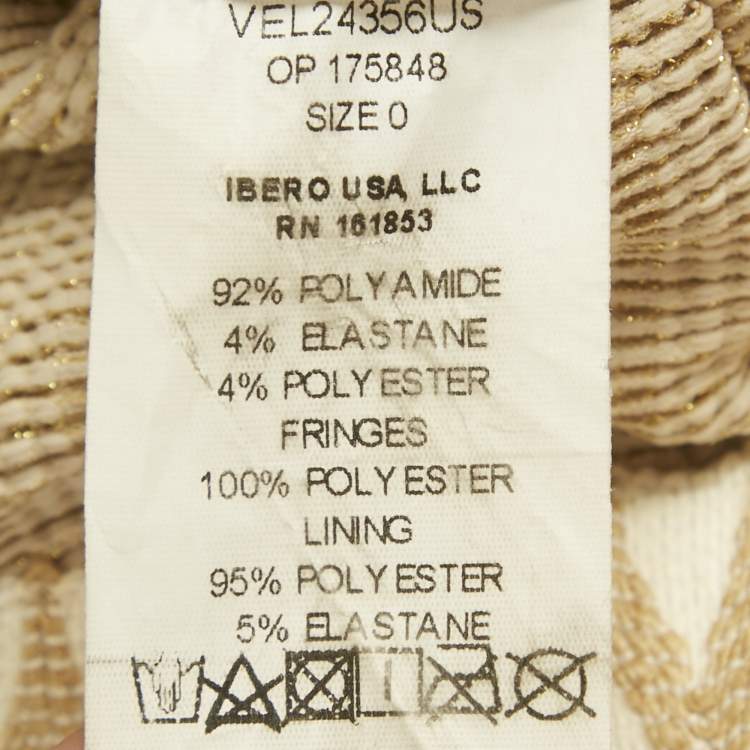 VEL24356US
OP 175848
SIZE 0
IBERO USA, LLC
RN 161853
92% POLYAMIDE
4% ELASTANE
4% POLYESTER
FRINGES
100% POLYESTER
LINING
95% POLYESTER
5% ELASTANE